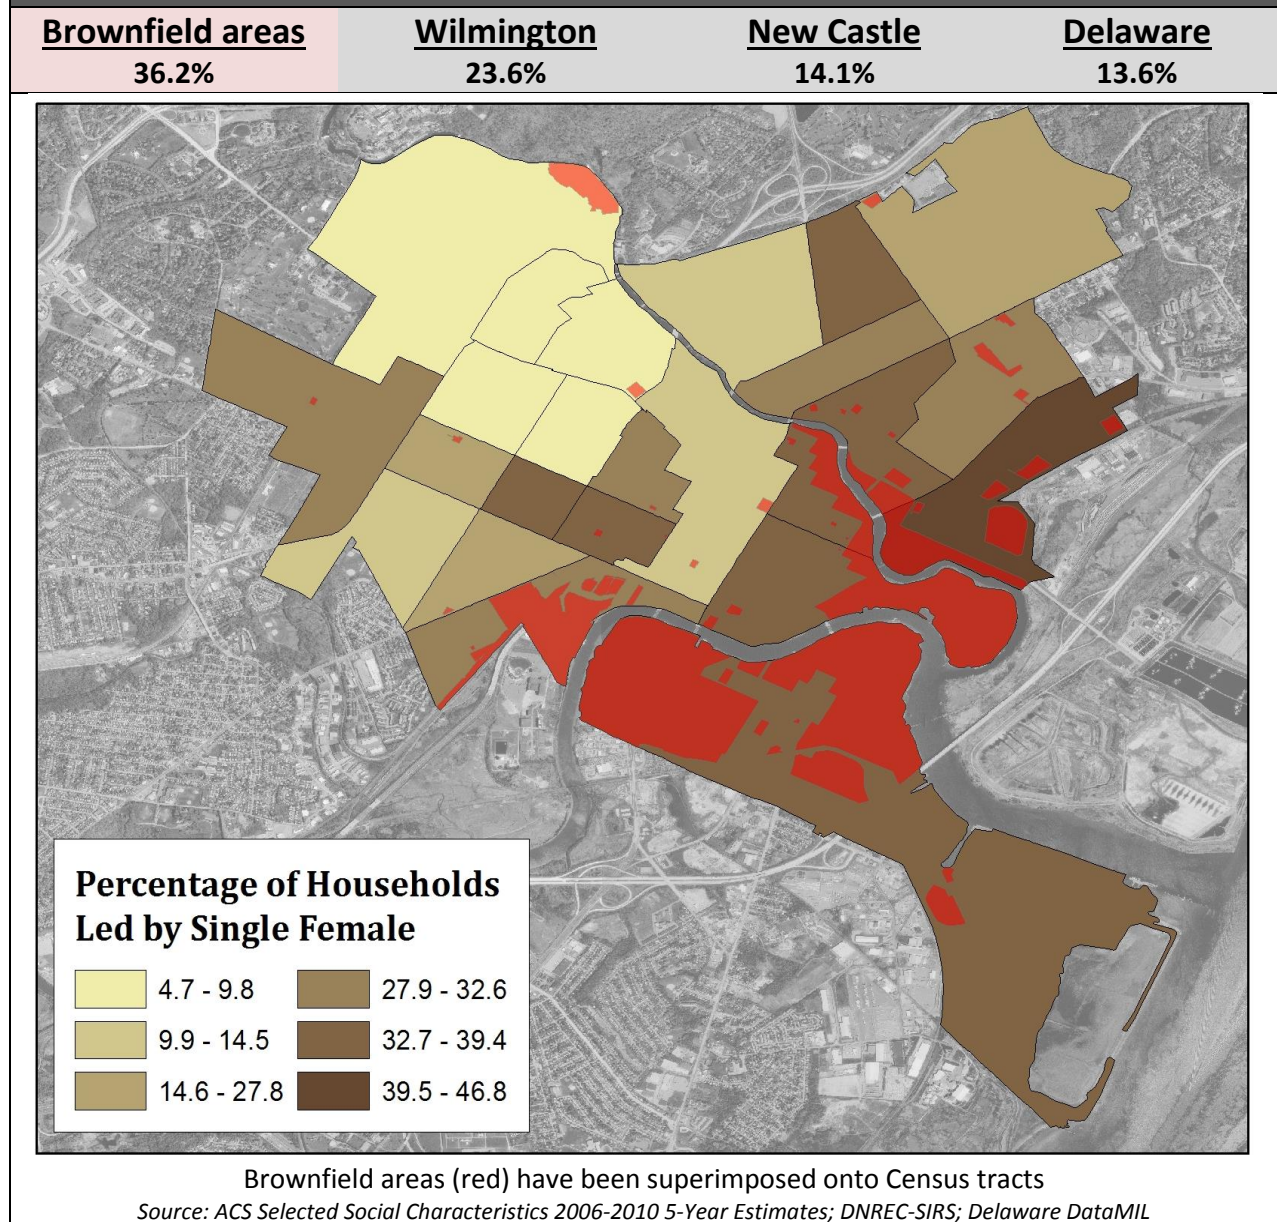 Brownfield areas Wilmington New Castle Delaware
36.2% 23.6% 14.1% 13.6%
Percentage of Households
Led by Single Female
4.7 - 9.8 27.9 - 32.6
9.9 - 14.5 32.7 - 39.4
14.6 - 27.8 39.5 - 46.8
Brownfield areas (red) have been superimposed onto Census tracts
Source: ACS Selected Social Characteristics 2006-2010 5-Year Estimates; DNREC-SIRS; Delaware DataMIL